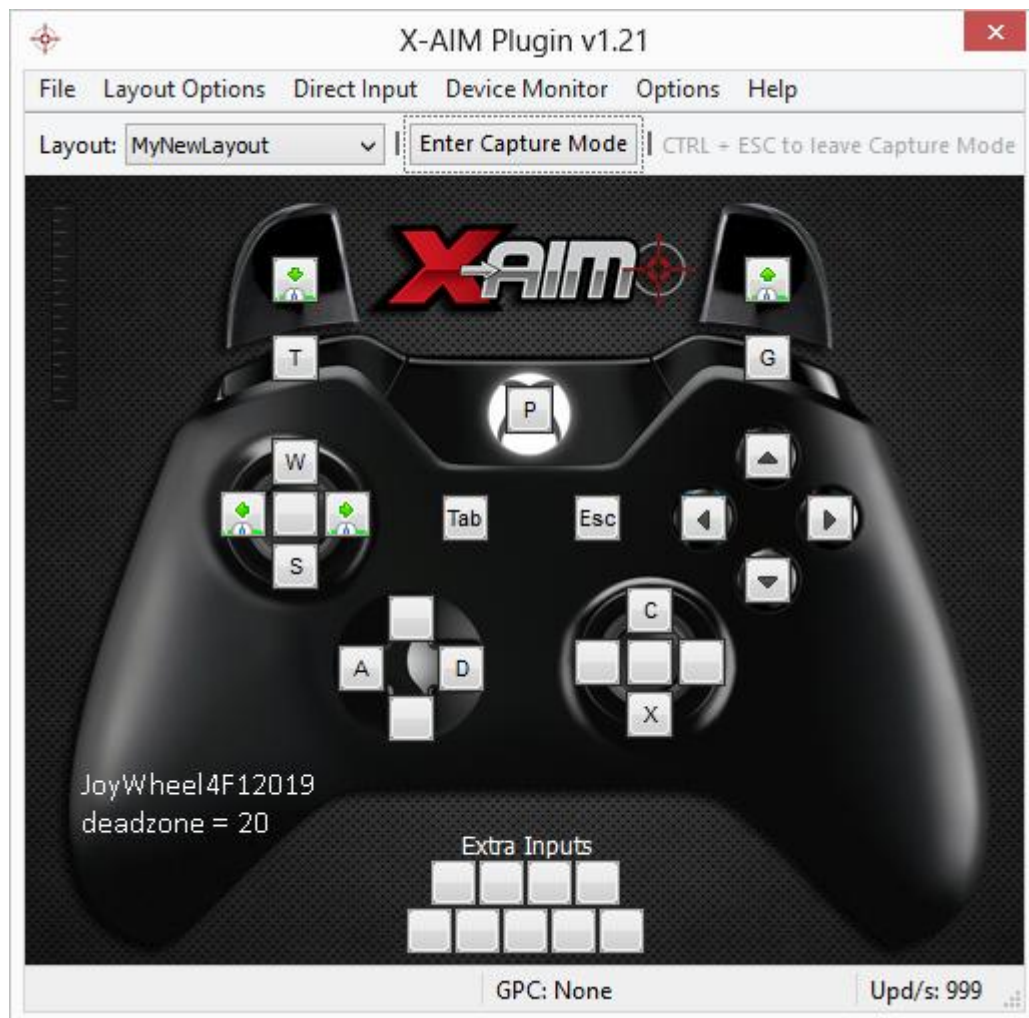 X-AIM Plugin v1.21
File Layout Options Direct Input Device Monitor Options Help
Layout: MyNewLayout Enter Capture Mode CTRL + ESC to leave Capture Mode
X-AIM
T G
P
W
Tab Esc
S
C
A D
X
JoyWheel4F12019
deadzone = 20
Extra Inputs
GPC: None Upd/s: 999